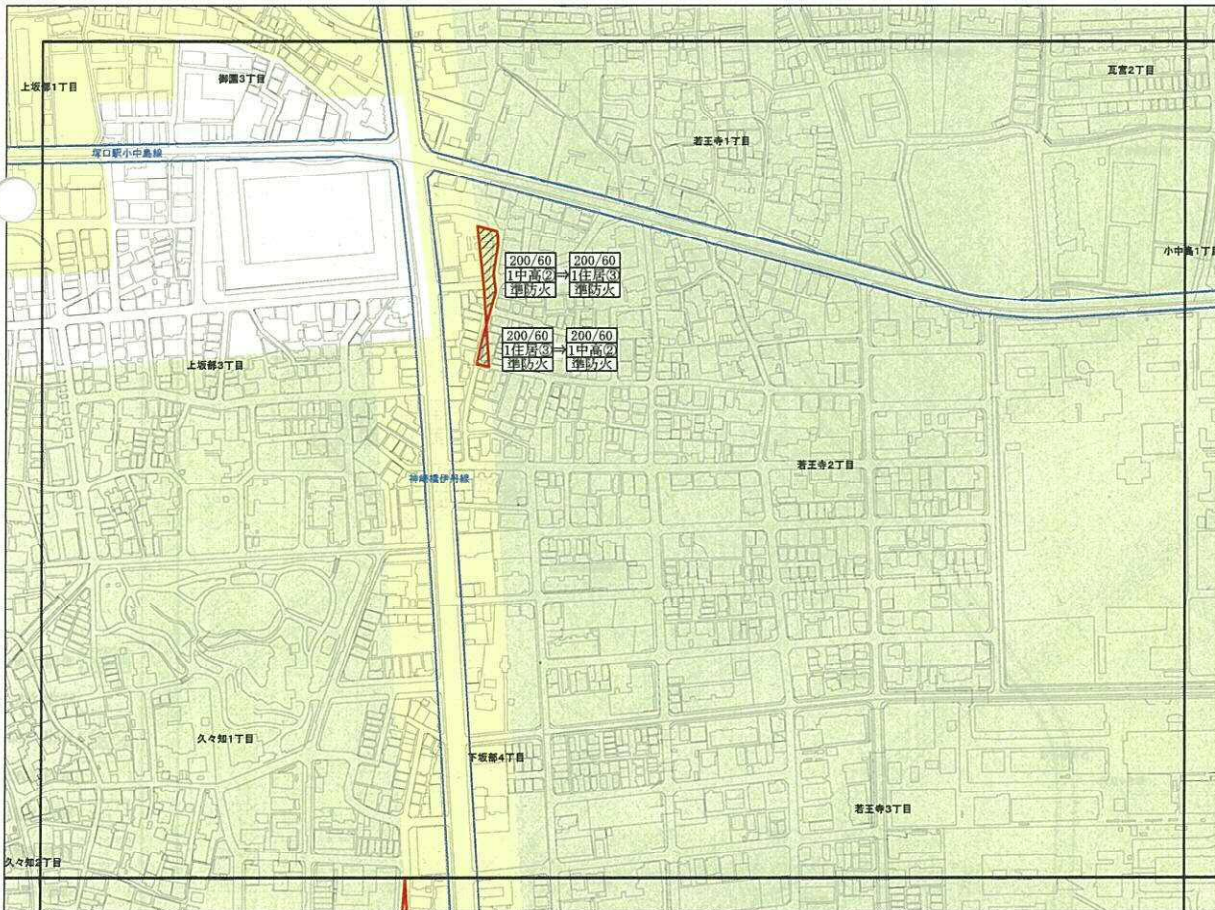 御園3丁目
上坂部1丁目
瓦宮2丁目
若王寺1丁目
塚口駅小中島線
小中島1丁目
200/60
1中高②
準防火
⇒
200/60
1住居③
準防火
200/60
1住居③
準防火
⇒
200/60
1中高②
準防火
上坂部3丁目
若王寺2丁目
神崎橋伊丹線
久々知1丁目
下坂部4丁目
若王寺3丁目
久々知2丁目